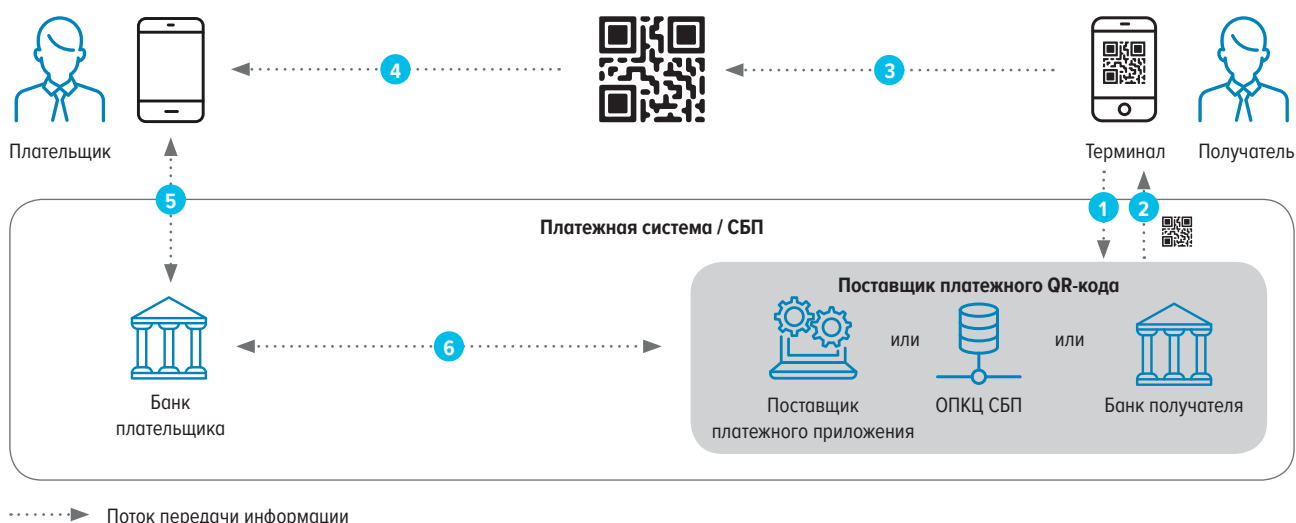 4
3
Плательщик
Терминал
Получатель
5
1
2
Платежная система / СБП
Поставщик платежного QR-кода
или
или
6
Банк
плательщика
Поставщик
платежного приложения
ОПКЦ СБП
Банк получателя
Поток передачи информации